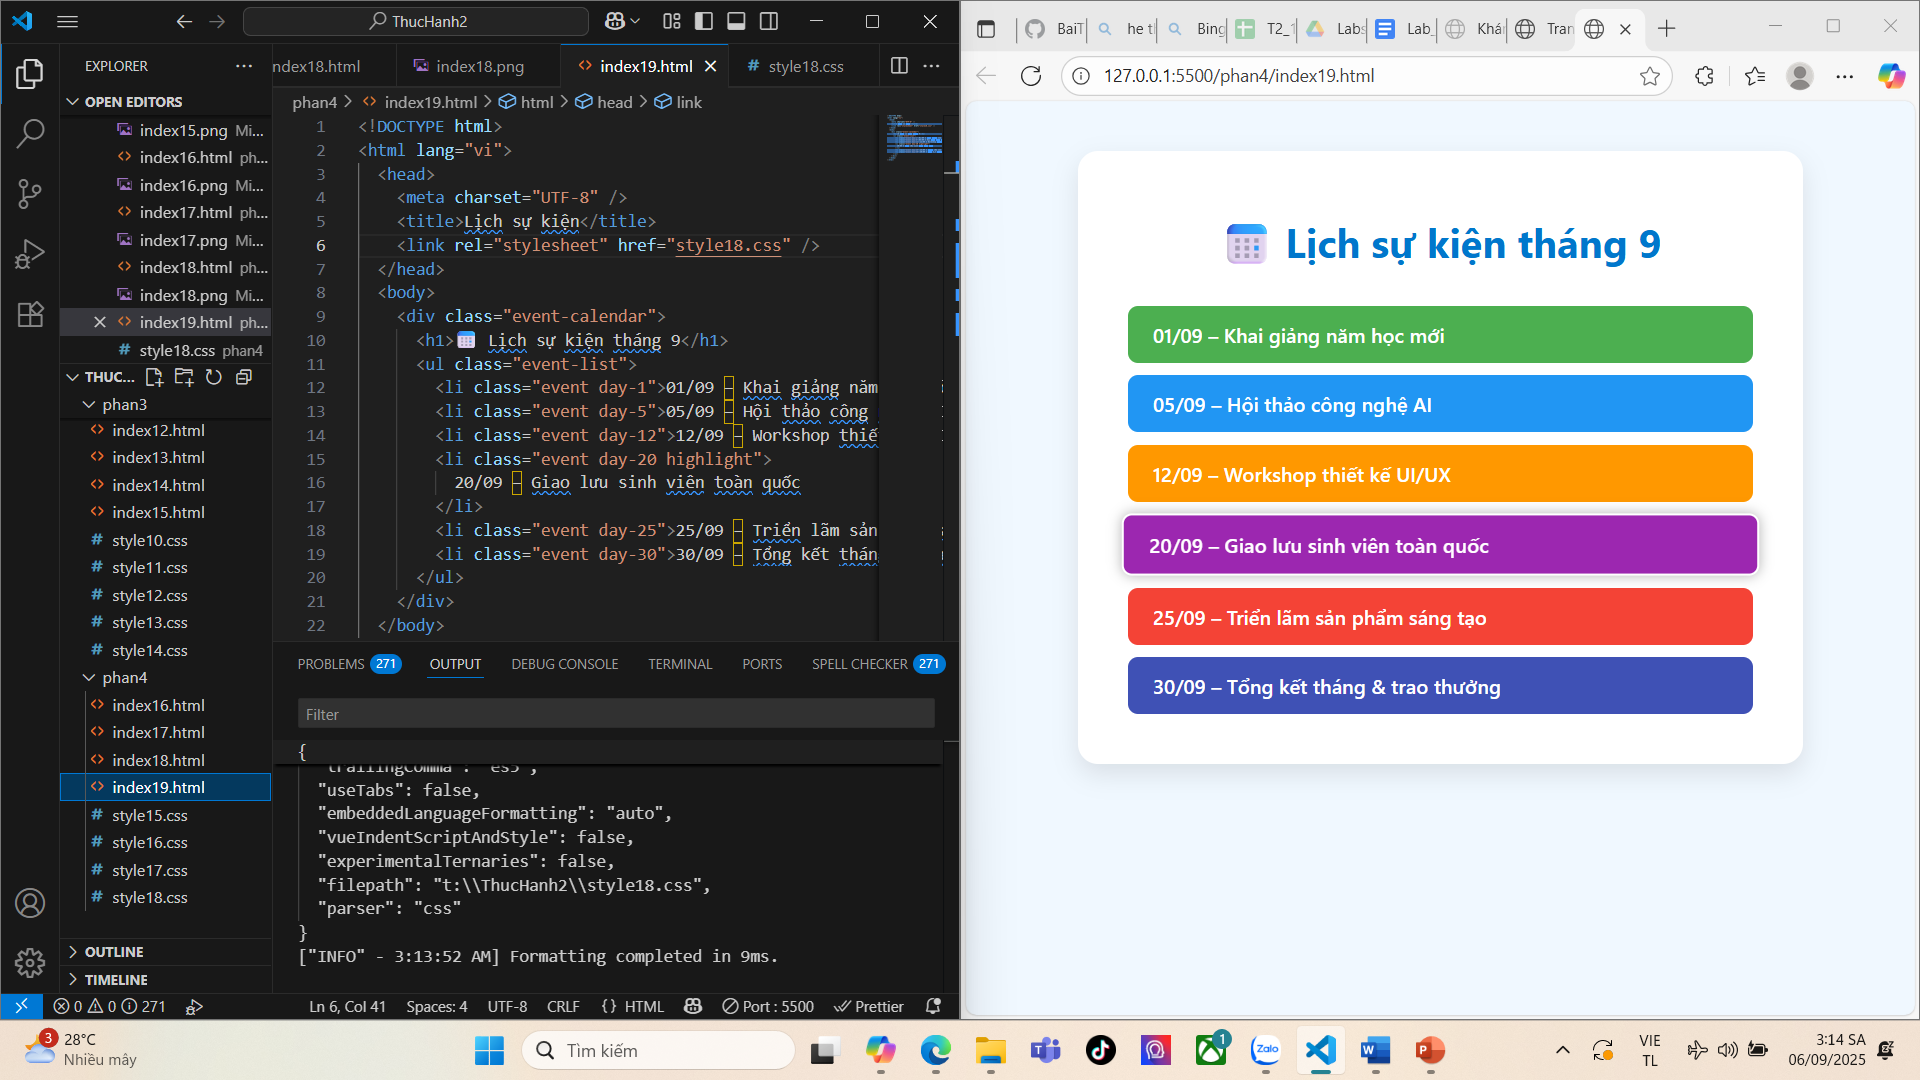 ThucHanh2
EXPLORER
OPEN EDITORS
index15.png Mi...
index16.html ph...
index16.png Mi...
index17.html ph...
index17.png Mi...
index18.html ph...
index18.png Mi...
index19.html ph...
style18.css phan4
THUC...
phan3
index12.html
index13.html
index14.html
index15.html
style10.css
style11.css
style12.css
style13.css
style14.css
phan4
index16.html
index17.html
index18.html
index19.html
style15.css
style16.css
style17.css
style18.css
OUTLINE
TIMELINE
ndex18.html index18.png index19.html style18.css
phan4 > index19.html > html > head > link
1 <!DOCTYPE html>
2 <html lang="vi">
3 <head>
4 <meta charset="UTF-8" />
5 <title>Lịch sự kiện</title>
6 <link rel="stylesheet" href="style18.css" />
7 </head>
8 <body>
9 <div class="event-calendar">
10 <h1>📅 Lịch sự kiện tháng 9</h1>
11 <ul class="event-list">
12 <li class="event day-1">01/09 – Khai giảng năm
13 <li class="event day-5">05/09 – Hội thảo công
14 <li class="event day-12">12/09 – Workshop thiế
15 <li class="event day-20 highlight">
16 20/09 – Giao lưu sinh viên toàn quốc
17 </li>
18 <li class="event day-25">25/09 – Triển lãm sản
19 <li class="event day-30">30/09 – Tổng kết thán
20 </ul>
21 </div>
22 </body>
PROBLEMS 271 OUTPUT DEBUG CONSOLE TERMINAL PORTS SPELL CHECKER 271
Filter
{
"trailingComma": "es5",
"useTabs": false,
"embeddedLanguageFormatting": "auto",
"vueIndentScriptAndStyle": false,
"experimentalTernaries": false,
"filepath": "t:\\ThucHanh2\\style18.css",
"parser": "css"
}
["INFO" - 3:13:52 AM] Formatting completed in 9ms.
0 0 271 Ln 6, Col 41 Spaces: 4 UTF-8 CRLF {} HTML Port : 5500 Prettier
BaiT he tl Bing T2_1 Labs Lab_ Khá Tran
127.0.0.1:5500/phan4/index19.html
Lịch sự kiện tháng 9
01/09 – Khai giảng năm học mới
05/09 – Hội thảo công nghệ AI
12/09 – Workshop thiết kế UI/UX
20/09 – Giao lưu sinh viên toàn quốc
25/09 – Triển lãm sản phẩm sáng tạo
30/09 – Tổng kết tháng & trao thưởng
3
28°C
Nhiều mây
Tìm kiếm
1
Zalo
VIE
TL
3:14 SA
06/09/2025